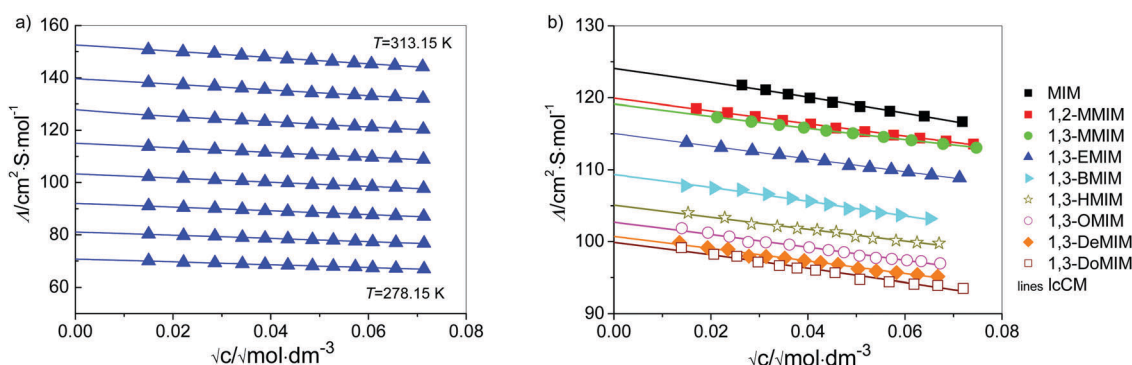 a)
160
140
120
100
80
60
Λ/cm²·S·mol⁻¹
T=313.15 K
T=278.15 K
0.00 0.02 0.04 0.06 0.08
√c/√mol·dm⁻³
b)
130
120
110
100
90
Λ/cm²·S·mol⁻¹
0.00 0.02 0.04 0.06 0.08
√c/√mol·dm⁻³
MIM
1,2-MMIM
1,3-MMIM
1,3-EMIM
1,3-BMIM
1,3-HMIM
1,3-OMIM
1,3-DeMIM
1,3-DoMIM
lines lcCM